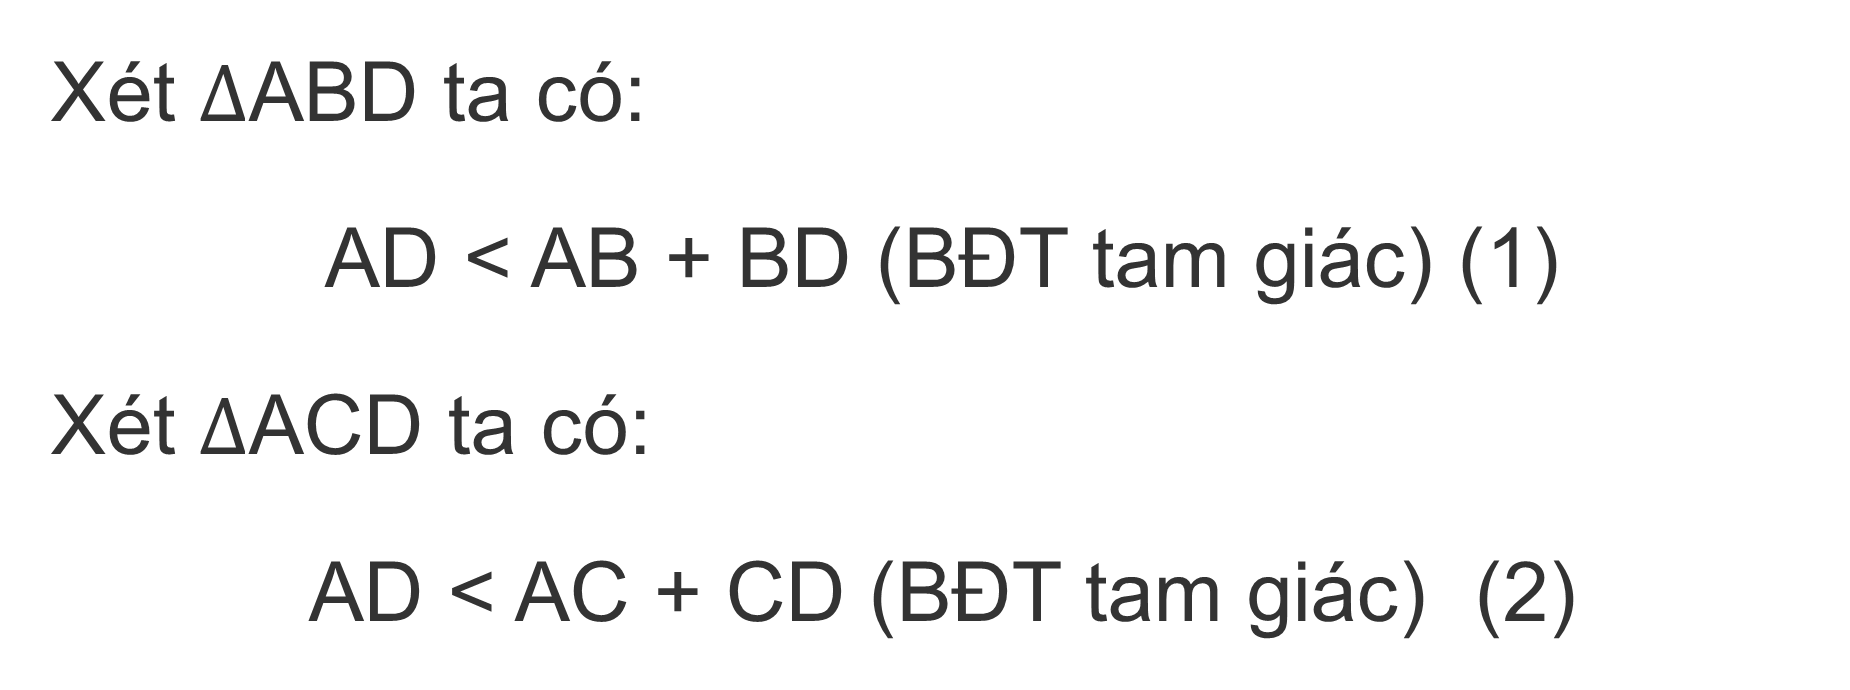 Xét ΔABD ta có:
AD < AB + BD (BĐT tam giác) (1)
Xét ΔACD ta có:
AD < AC + CD (BĐT tam giác) (2)